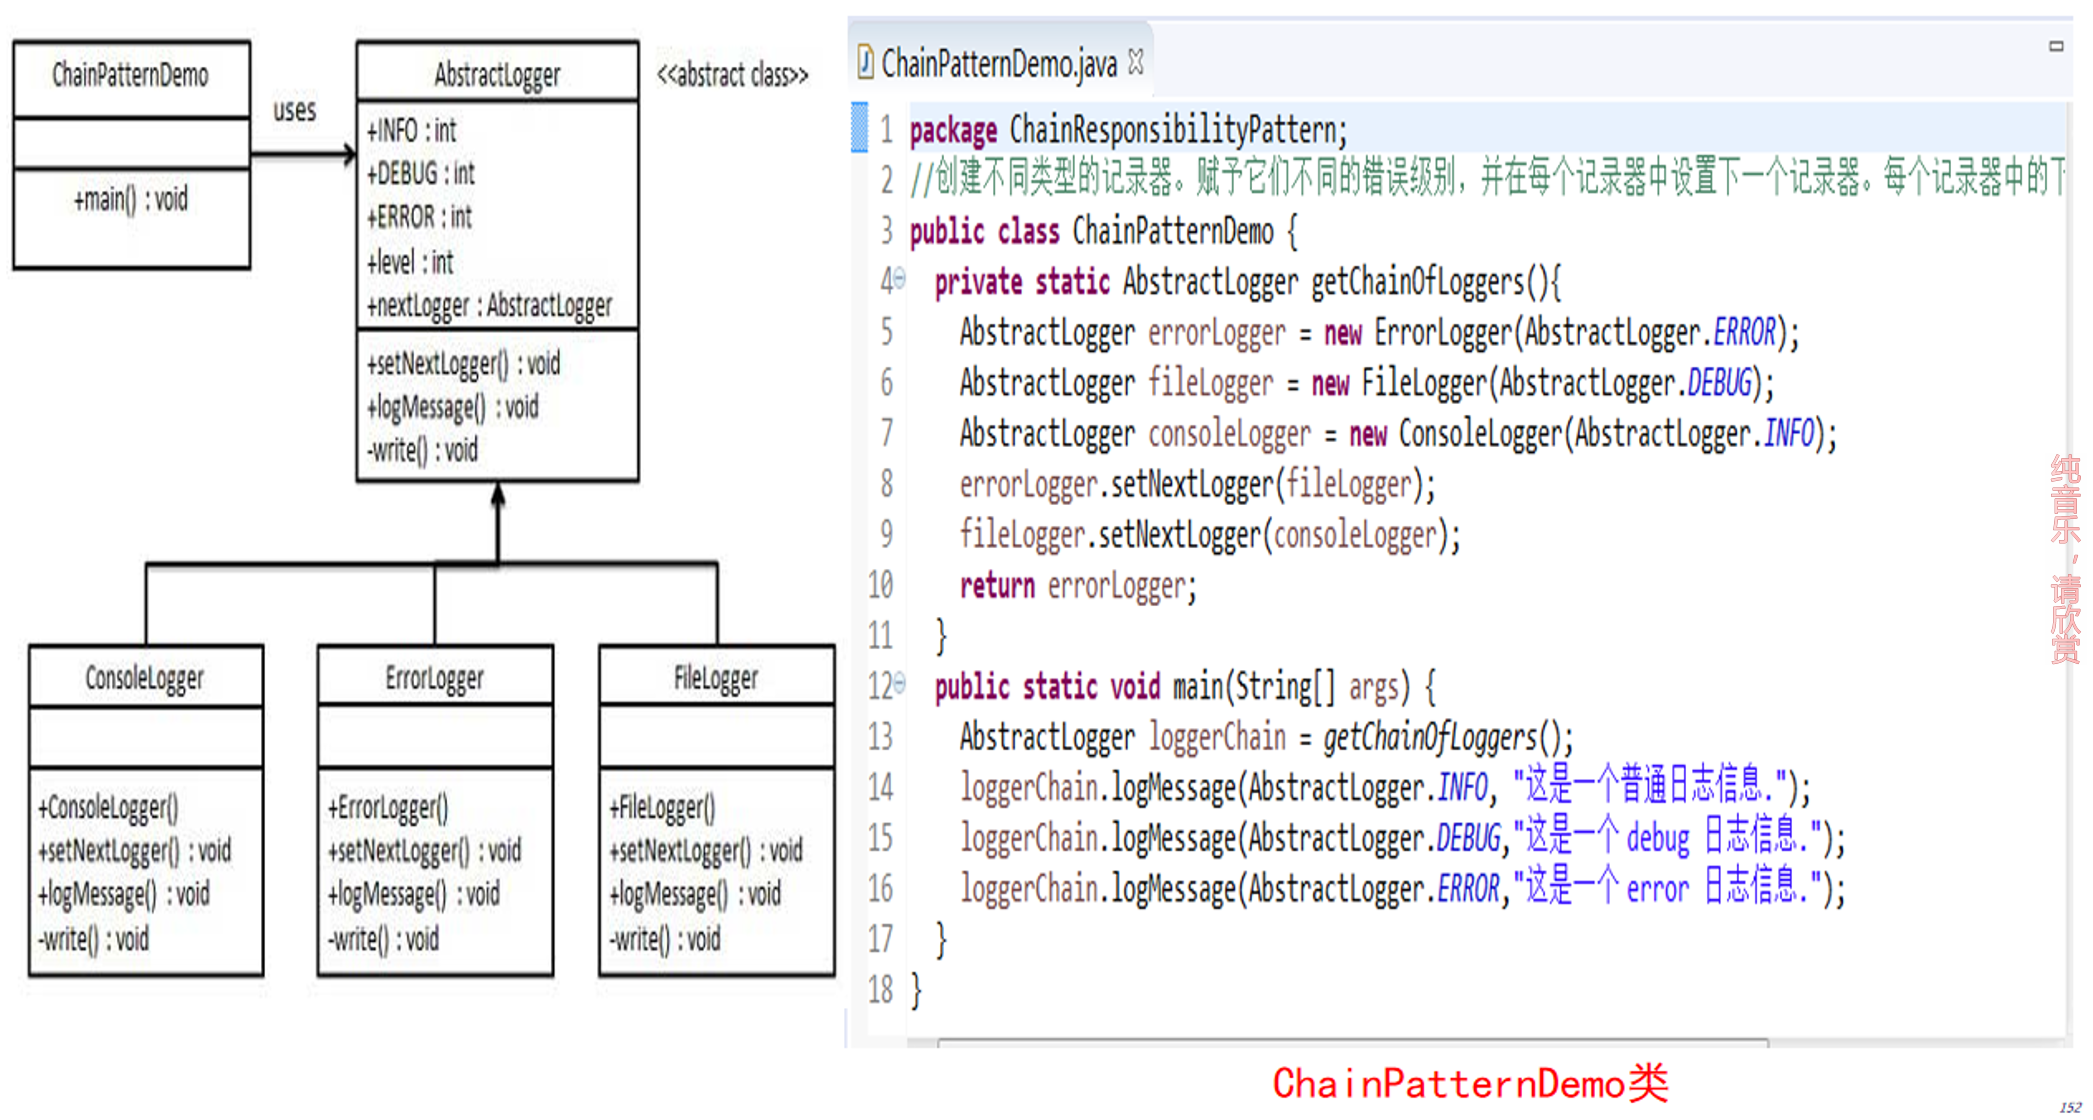 ChainPatternDemo
+main() : void
uses
AbstractLogger
<<abstract class>>
+INFO : int
+DEBUG : int
+ERROR : int
+level : int
+nextLogger : AbstractLogger
+setNextLogger() : void
+logMessage() : void
-write() : void
ConsoleLogger
+ConsoleLogger()
+setNextLogger() : void
+logMessage() : void
-write() : void
ErrorLogger
+ErrorLogger()
+setNextLogger() : void
+logMessage() : void
-write() : void
FileLogger
+FileLogger()
+setNextLogger() : void
+logMessage() : void
-write() : void
ChainPatternDemo.java
1 package ChainResponsibilityPattern;
2 //创建不同类型的记录器。赋予它们不同的错误级别，并在每个记录器中设置下一个记录器。每个记录器中的下
3 public class ChainPatternDemo {
4 private static AbstractLogger getChainOfLoggers(){
5 AbstractLogger errorLogger = new ErrorLogger(AbstractLogger.ERROR);
6 AbstractLogger fileLogger = new FileLogger(AbstractLogger.DEBUG);
7 AbstractLogger consoleLogger = new ConsoleLogger(AbstractLogger.INFO);
8 errorLogger.setNextLogger(fileLogger);
9 fileLogger.setNextLogger(consoleLogger);
10 return errorLogger;
11 }
12 public static void main(String[] args) {
13 AbstractLogger loggerChain = getChainOfLoggers();
14 loggerChain.logMessage(AbstractLogger.INFO, "这是一个普通日志信息.");
15 loggerChain.logMessage(AbstractLogger.DEBUG,"这是一个 debug 日志信息.");
16 loggerChain.logMessage(AbstractLogger.ERROR,"这是一个 error 日志信息.");
17 }
18 }
纯音乐，请欣赏
ChainPatternDemo类
152